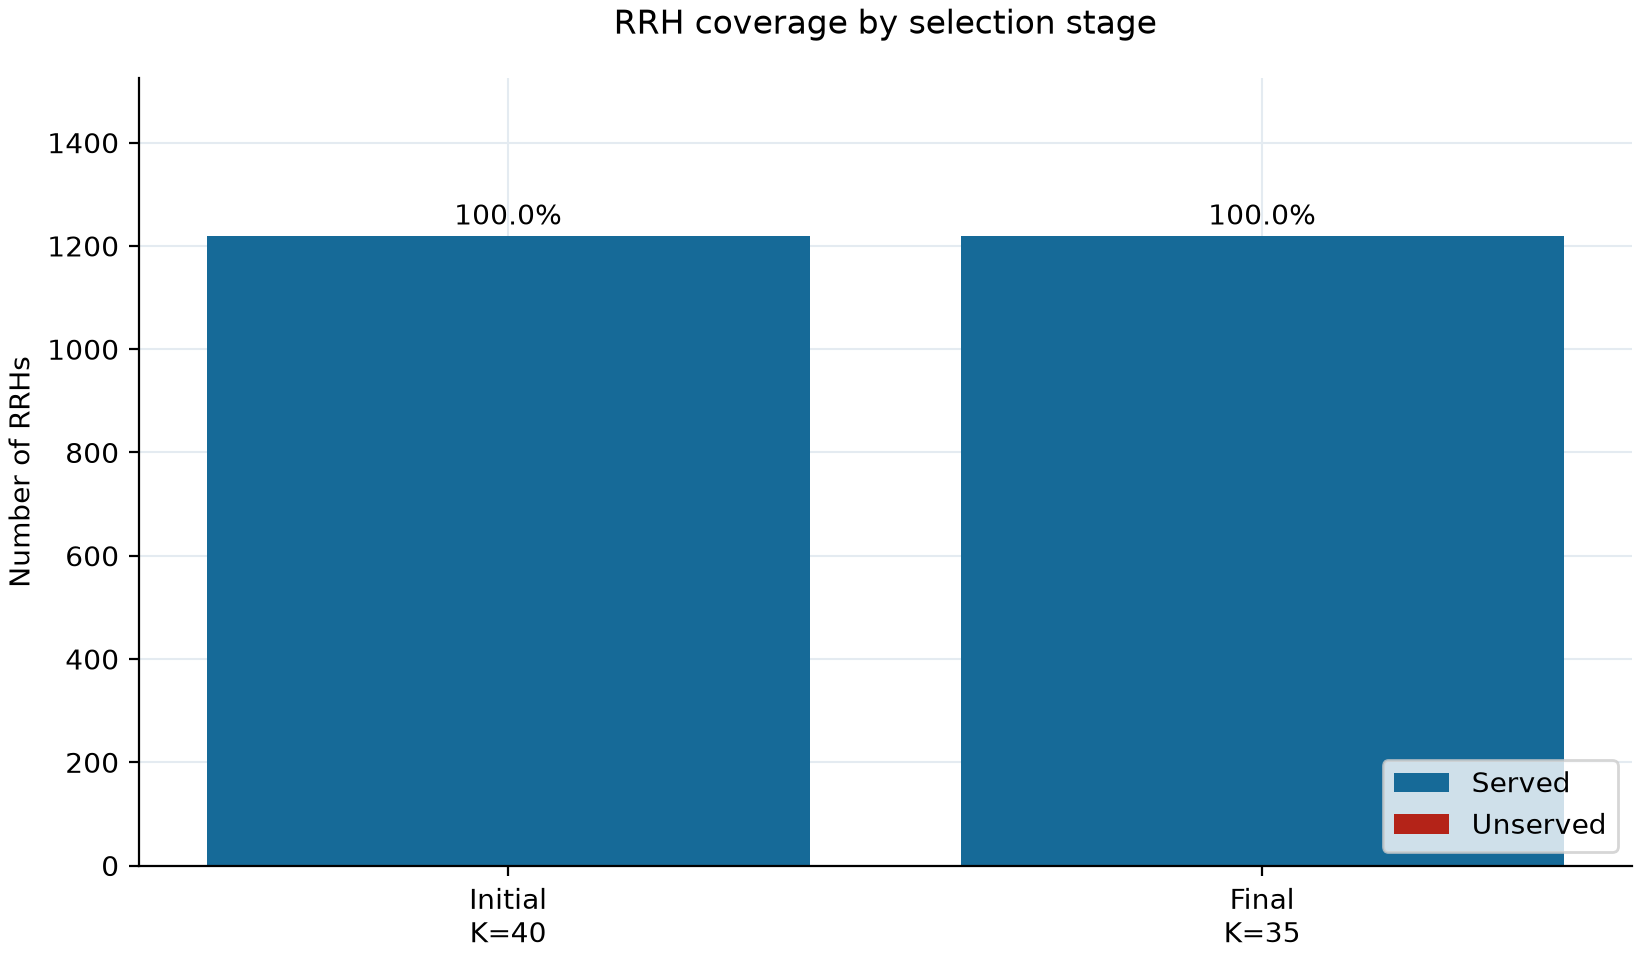 RRH coverage by selection stage
Number of RRHs
1400
1200
1000
800
600
400
200
0
100.0%
100.0%
Served
Unserved
Initial
K=40
Final
K=35